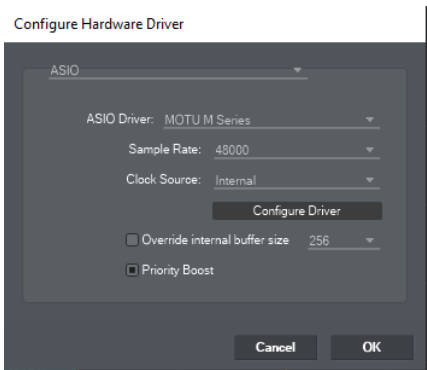 Configure Hardware Driver
ASIO
ASIO Driver: MOTU M Series
Sample Rate: 48000
Clock Source: Internal
Configure Driver
Override internal buffer size 256
Priority Boost
Cancel OK